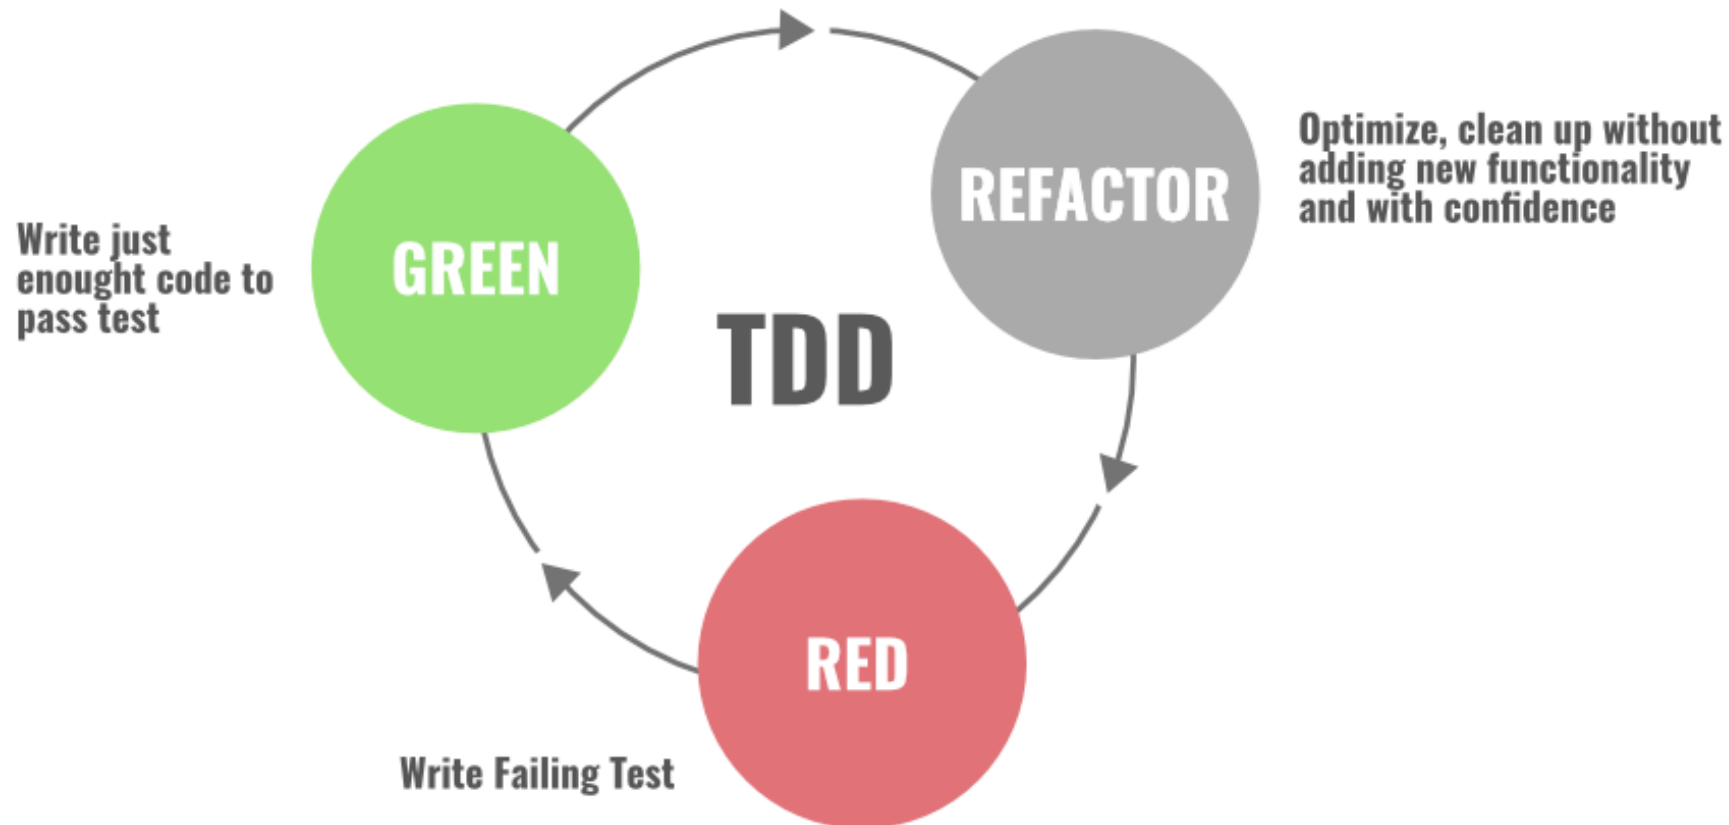 REFACTOR
Optimize, clean up without
adding new functionality
and with confidence
GREEN
Write just
enought code to
pass test
TDD
RED
Write Failing Test